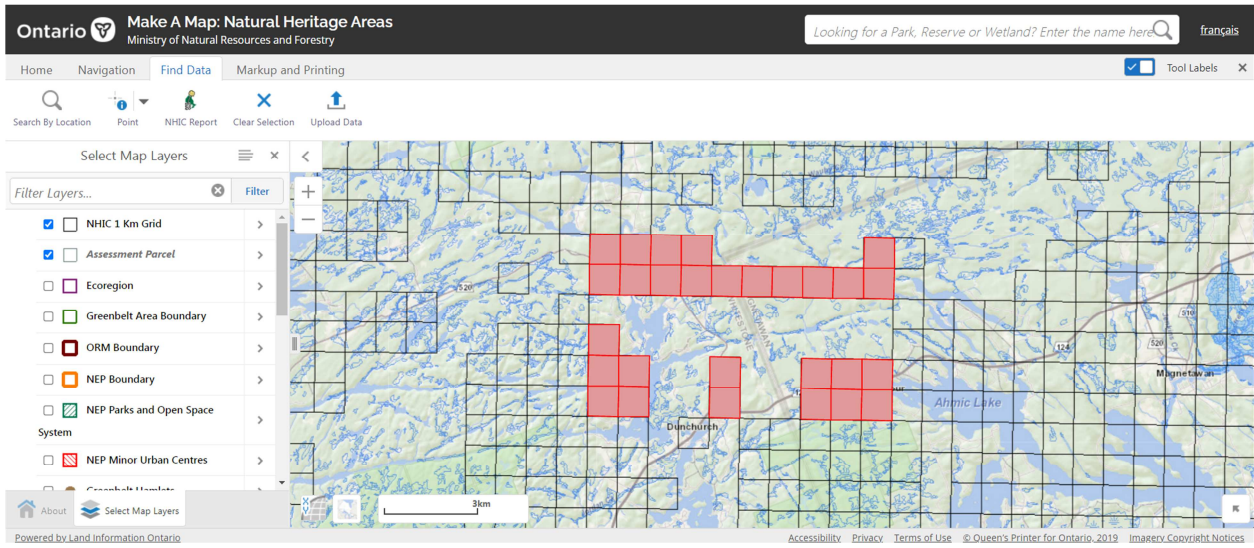 Ontario
Make A Map: Natural Heritage Areas
Ministry of Natural Resources and Forestry
Looking for a Park, Reserve or Wetland? Enter the name here
français
Home Navigation Find Data Markup and Printing
Tool Labels
Search By Location Point NHIC Report Clear Selection Upload Data
Select Map Layers
Filter Layers... Filter
NHIC 1 Km Grid
Assessment Parcel
Ecoregion
Greenbelt Area Boundary
ORM Boundary
NEP Boundary
NEP Parks and Open Space
System
NEP Minor Urban Centres
Greenbelt Hamlets
520
510
520
124
Magnetawan
Ahmic Lake
Dunchurch
3km
About Select Map Layers
Powered by Land Information Ontario
Accessibility Privacy Terms of Use © Queen's Printer for Ontario, 2019 Imagery Copyright Notices